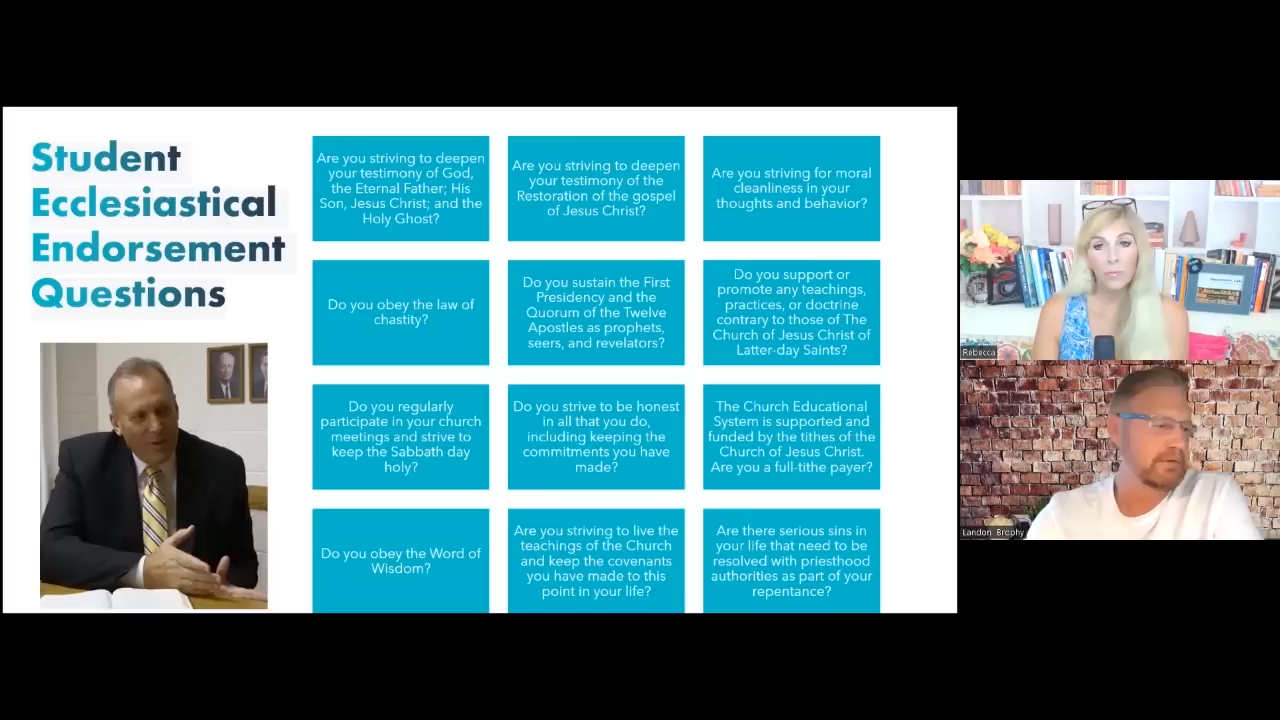 Student
Ecclesiastical
Endorsement
Questions
Are you striving to deepen
your testimony of God,
the Eternal Father; His
Son, Jesus Christ; and the
Holy Ghost?
Are you striving to deepen
your testimony of the
Restoration of the gospel
of Jesus Christ?
Are you striving for moral
cleanliness in your
thoughts and behavior?
Do you obey the law of
chastity?
Do you sustain the First
Presidency and the
Quorum of the Twelve
Apostles as prophets,
seers, and revelators?
Do you support or
promote any teachings,
practices, or doctrine
contrary to those of The
Church of Jesus Christ of
Latter-day Saints?
Do you regularly
participate in your church
meetings and strive to
keep the Sabbath day
holy?
Do you strive to be honest
in all that you do,
including keeping the
commitments you have
made?
The Church Educational
System is supported and
funded by the tithes of the
Church of Jesus Christ.
Are you a full-tithe payer?
Do you obey the Word of
Wisdom?
Are you striving to live the
teachings of the Church
and keep the covenants
you have made to this
point in your life?
Are there serious sins in
your life that need to be
resolved with priesthood
authorities as part of your
repentance?
Rebecca
Landon Brophy